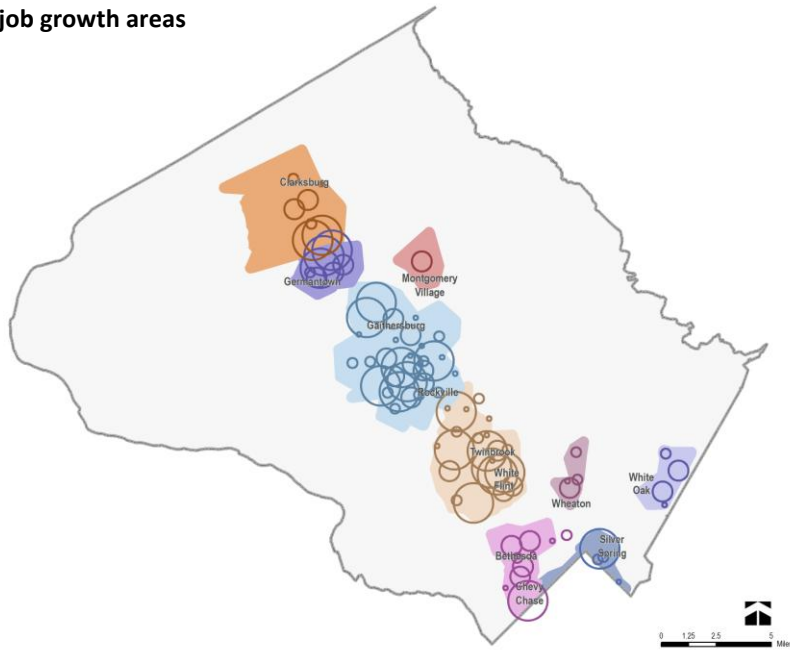 job growth areas
Clarksburg
Germantown
Montgomery
Village
Gaithersburg
Rockville
Twinbrook
White
Flint
Wheaton
White
Oak
Silver
Spring
Bethesda
Chevy
Chase
0 1.25 2.5 5
Miles